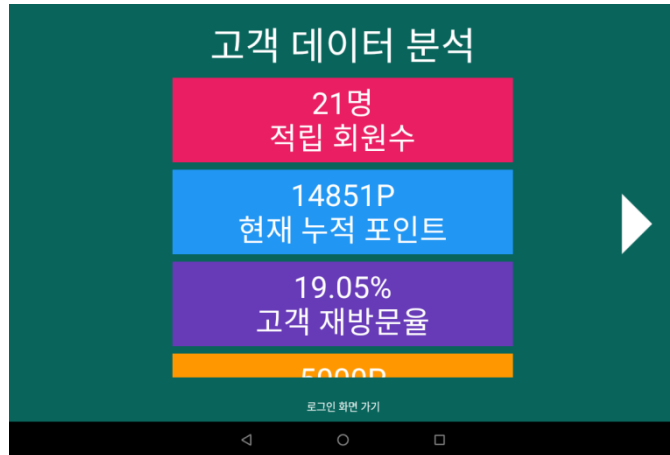 고객 데이터 분석
21명
적립 회원수
14851P
현재 누적 포인트
19.05%
고객 재방문율
로그인 화면 가기